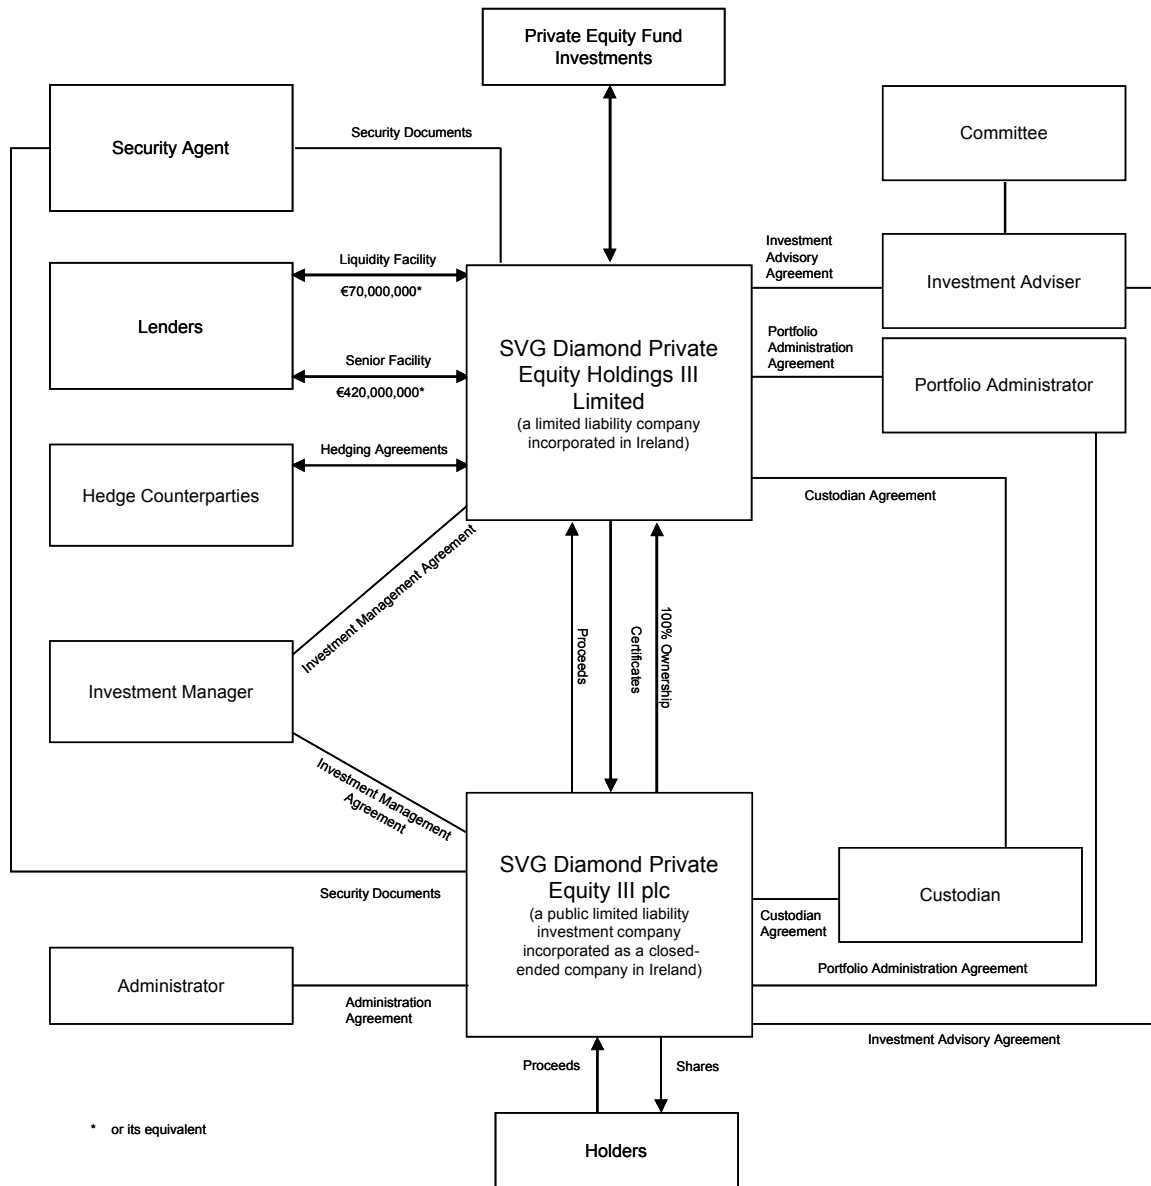 Private Equity Fund
Investments
Security Agent
Security Documents
Committee
Lenders
Liquidity Facility
€70,000,000*
Senior Facility
€420,000,000*
SVG Diamond Private
Equity Holdings III
Limited
(a limited liability company
incorporated in Ireland)
Investment
Advisory
Agreement
Investment Adviser
Portfolio
Administration
Agreement
Portfolio Administrator
Hedging Agreements
Hedge Counterparties
Custodian Agreement
Investment Management Agreement
Proceeds
Certificates
100% Ownership
Investment Manager
Investment Management
Agreement
SVG Diamond Private
Equity III plc
(a public limited liability
investment company
incorporated as a closed-
ended company in Ireland)
Security Documents
Custodian
Custodian
Agreement
Portfolio Administration Agreement
Administrator
Administration
Agreement
Investment Advisory Agreement
Proceeds
Shares
Holders
* or its equivalent